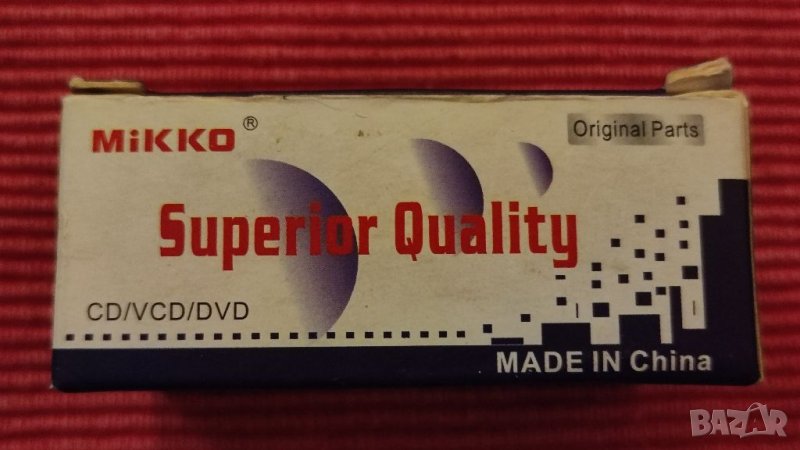 MiKKO ®
Original Parts
Superior Quality
CD/VCD/DVD
MADE IN China
BAZAR